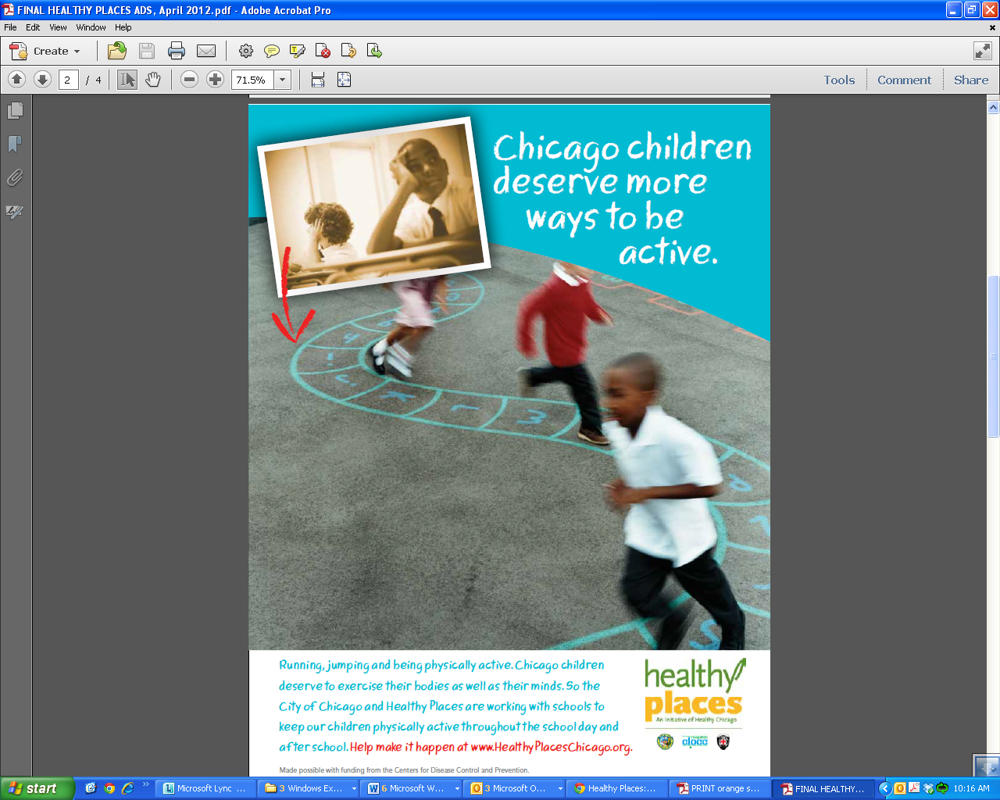 FINAL HEALTHY PLACES ADS, April 2012.pdf - Adobe Acrobat Pro
File Edit View Window Help
Create
2 / 4 71.5% Tools Comment Share
Chicago children
deserve more
ways to be
active.
Running, jumping and being physically active. Chicago children
deserve to exercise their bodies as well as their minds. So the
City of Chicago and Healthy Places are working with schools to
keep our children physically active throughout the school day and
after school. Help make it happen at www.HealthyPlacesChicago.org.
Made possible with funding from the Centers for Disease Control and Prevention.
healthy
places
An Initiative of Healthy Chicago
clocc
start Microsoft Lync ... 3 Windows Ex... 6 Microsoft W... 3 Microsoft O... Healthy Places:... PRINT orange s... FINAL HEALTHY... 10:16 AM